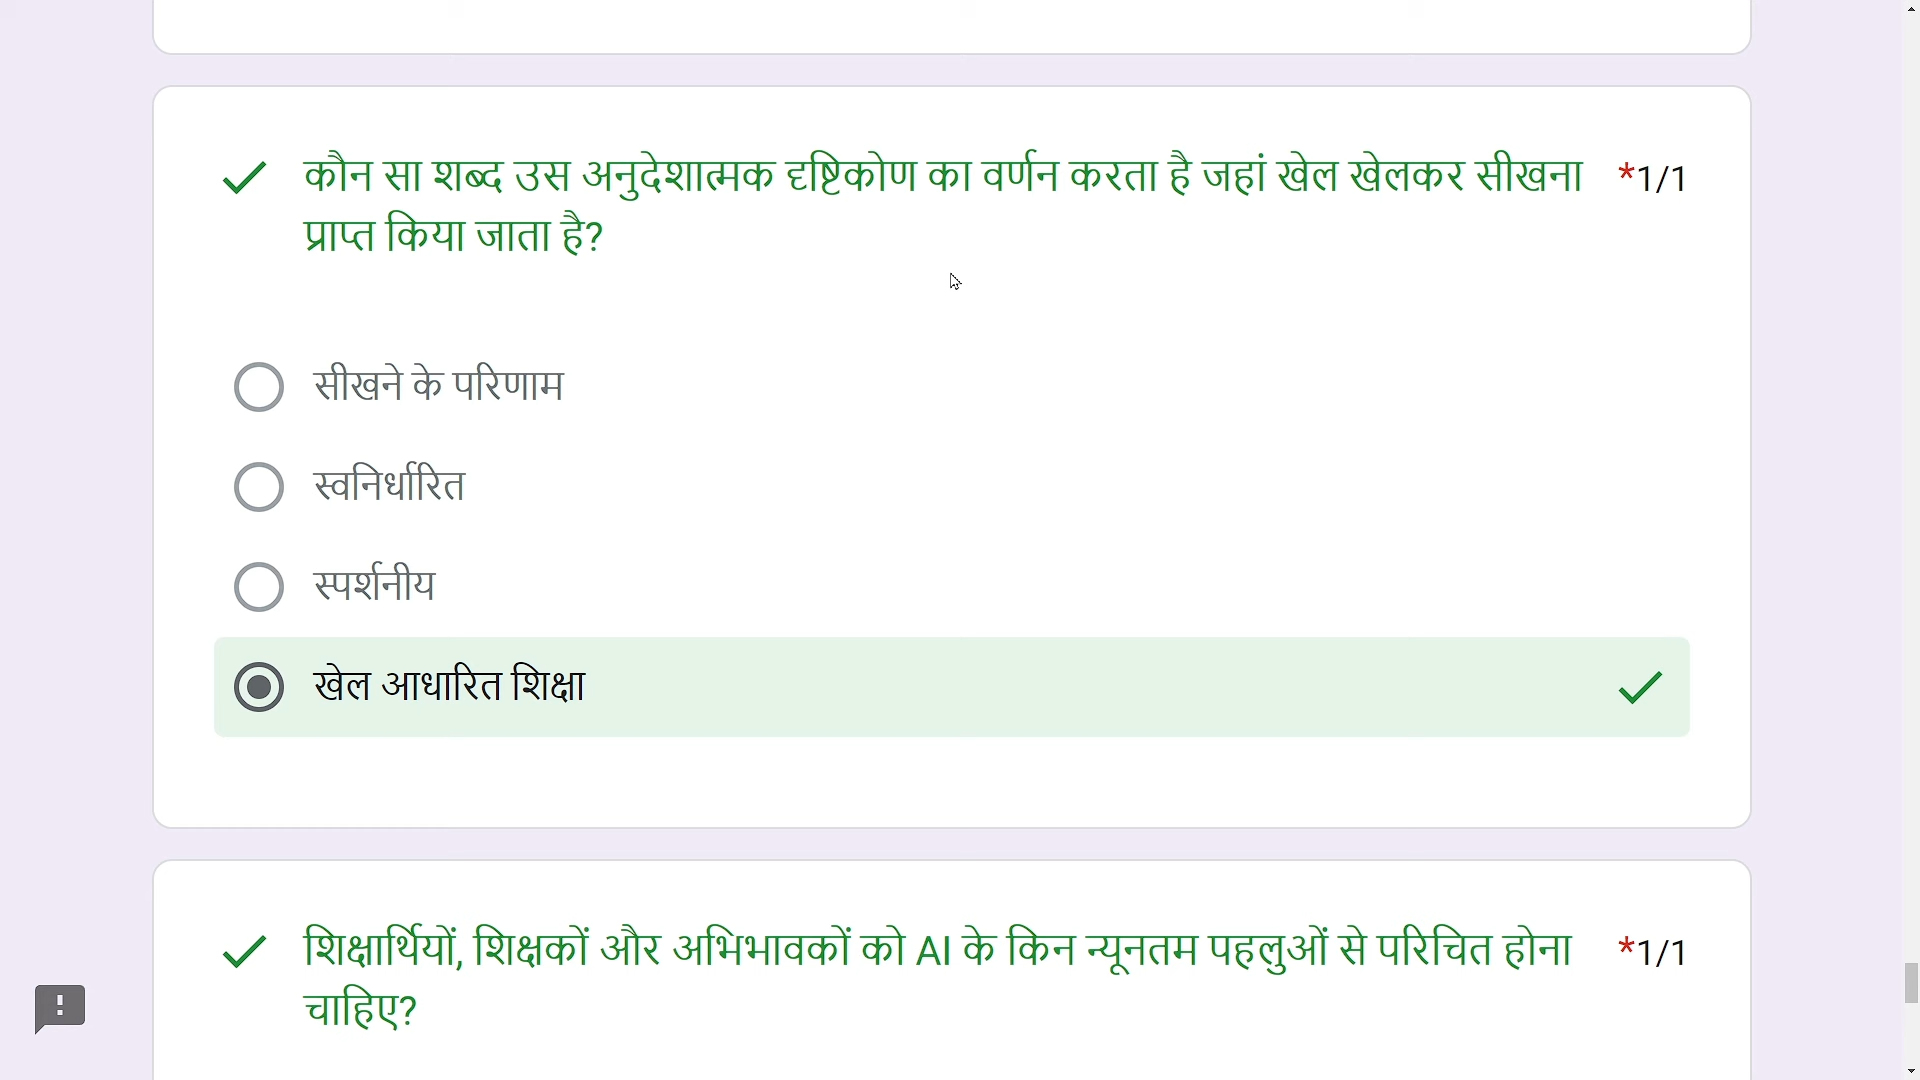 कौन सा शब्द उस अनुदेशात्मक दृष्टिकोण का वर्णन करता है जहां खेल खेलकर सीखना *1/1
प्राप्त किया जाता है?
सीखने के परिणाम
स्वनिर्धारित
स्पर्शनीय
खेल आधारित शिक्षा
शिक्षार्थियों, शिक्षकों और अभिभावकों को AI के किन न्यूनतम पहलुओं से परिचित होना *1/1
चाहिए?